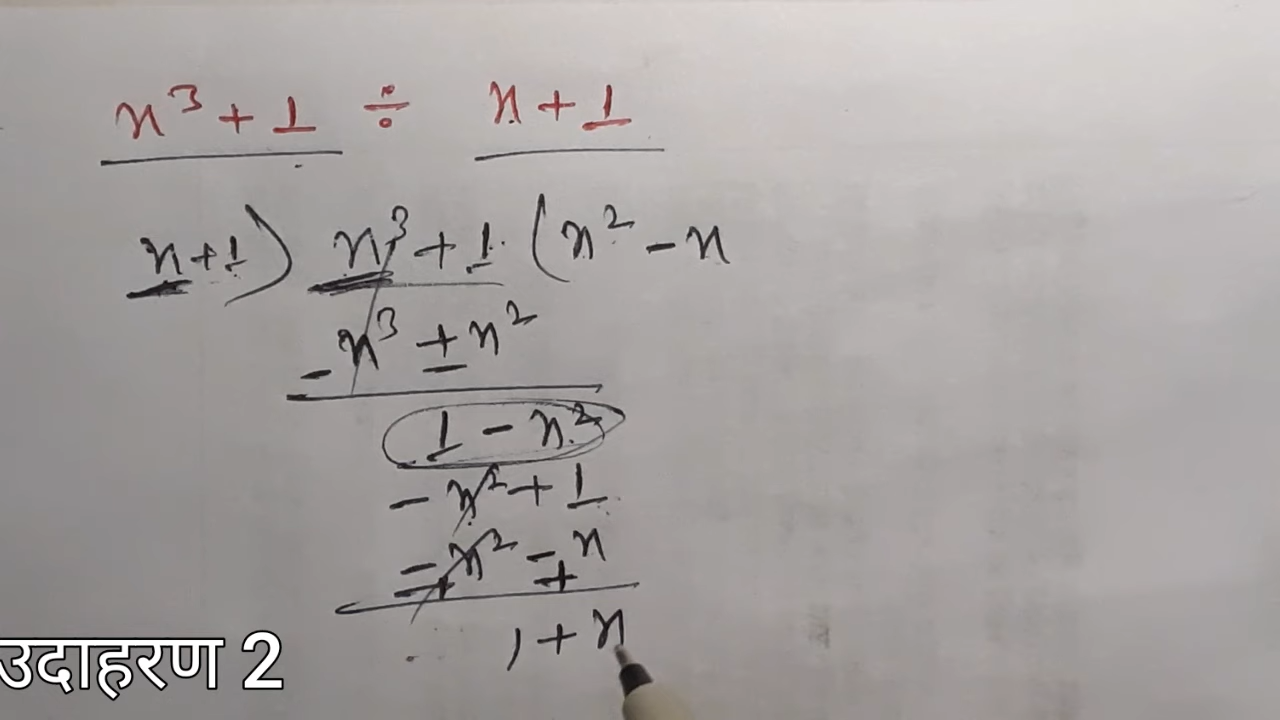 x³ + 1 ÷ x + 1
x + 1 ) x³ + 1 ( x² - x
- x³ ± x²
1 - x²
- x² + 1
- x² - x
+ +
1 + x
उदाहरण 2